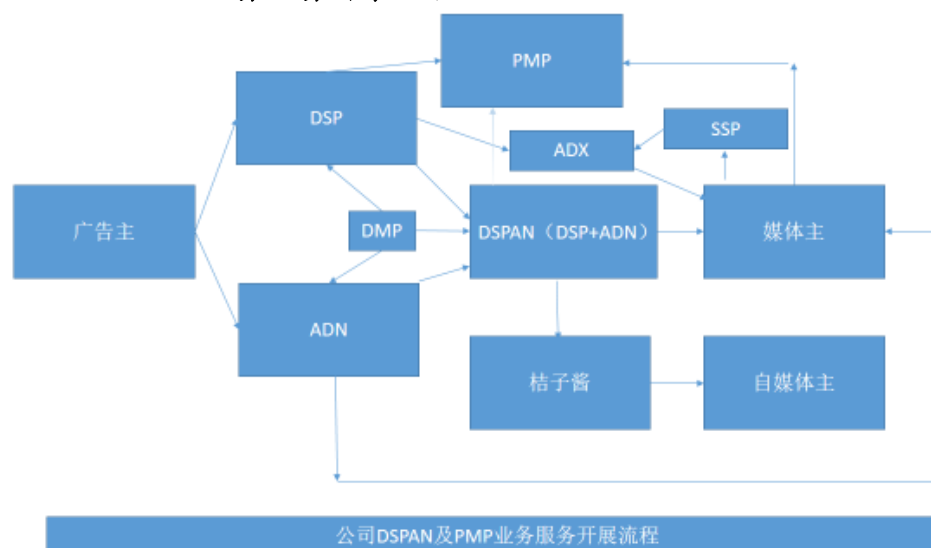 PMP
DSP
SSP
ADX
广告主
DMP
DSPAN（DSP+ADN）
媒体主
ADN
桔子酱
自媒体主
公司DSPAN及PMP业务服务开展流程